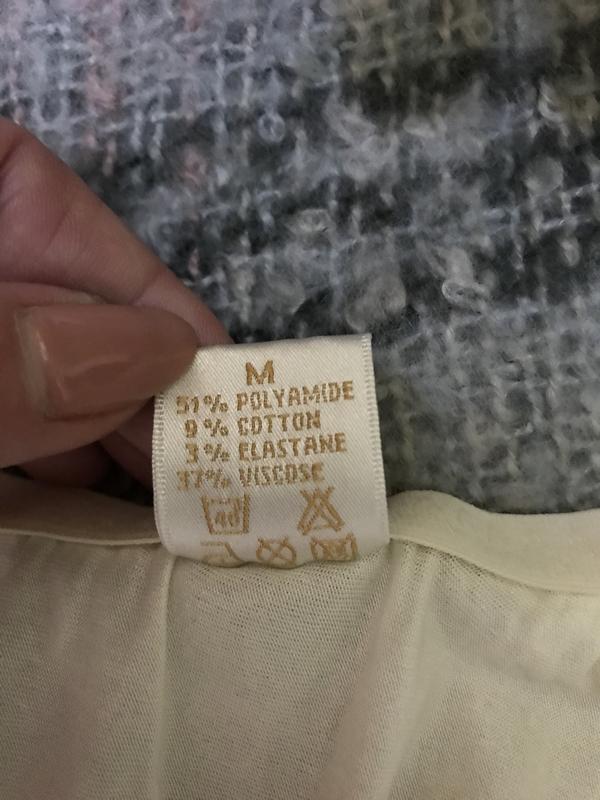 M
51% POLYAMIDE
9% COTTON
3% ELASTANE
37% VISCOSE
40